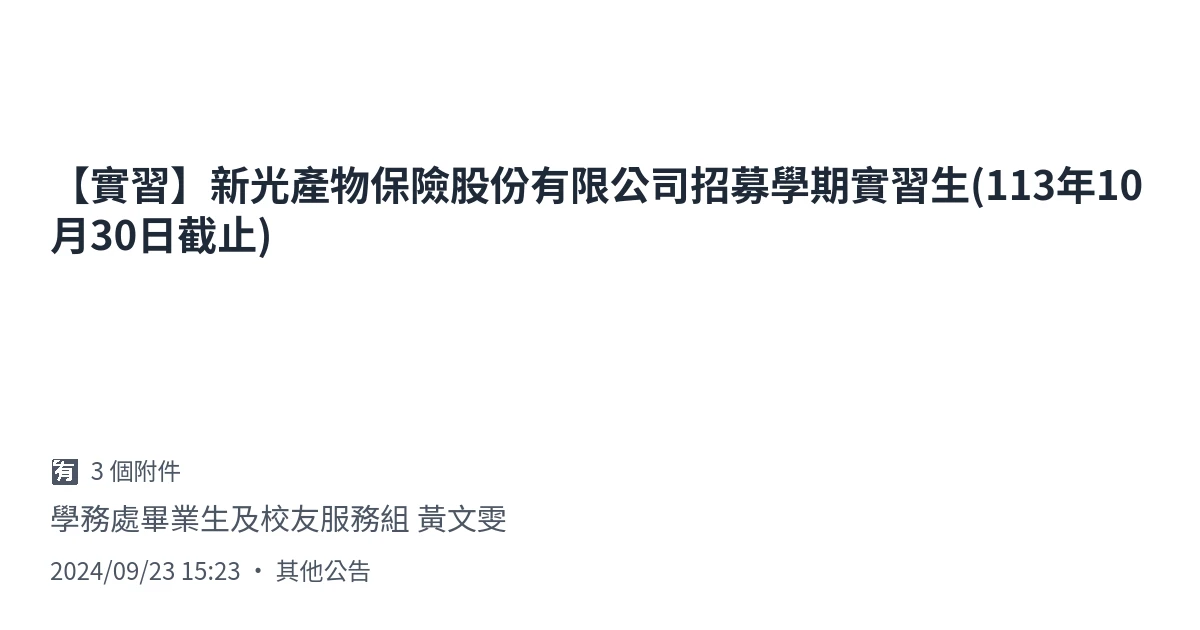 【實習】新光產物保險股份有限公司招募學期實習生(113年10
月30日截止)
🈶 3 個附件
學務處畢業生及校友服務組 黃文雯
2024/09/23 15:23 ・ 其他公告